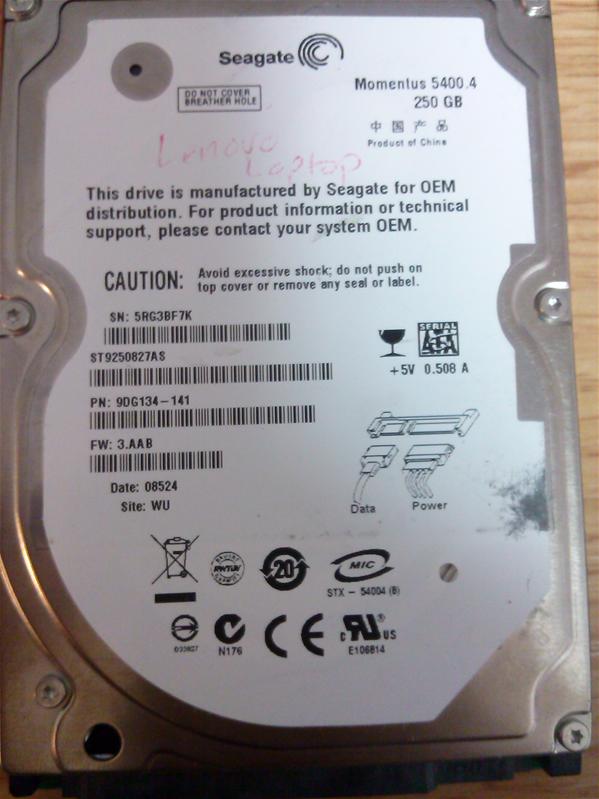 Seagate
DO NOT COVER
BREATHER HOLE
Momentus 5400.4
250 GB
中国产品
Product of China
Lenovo
Laptop
This drive is manufactured by Seagate for OEM
distribution. For product information or technical
support, please contact your system OEM.
CAUTION: Avoid excessive shock; do not push on
top cover or remove any seal or label.
SN: 5RG3BF7K
ST9250827AS
SERIAL
ATA
+5V 0.508 A
PN: 9DG134-141
FW: 3.AAB
Date: 08524
Site: WU
Data
Power
20
MIC
STX - 54004 (B)
N176
CE
c RU ® US
E106814